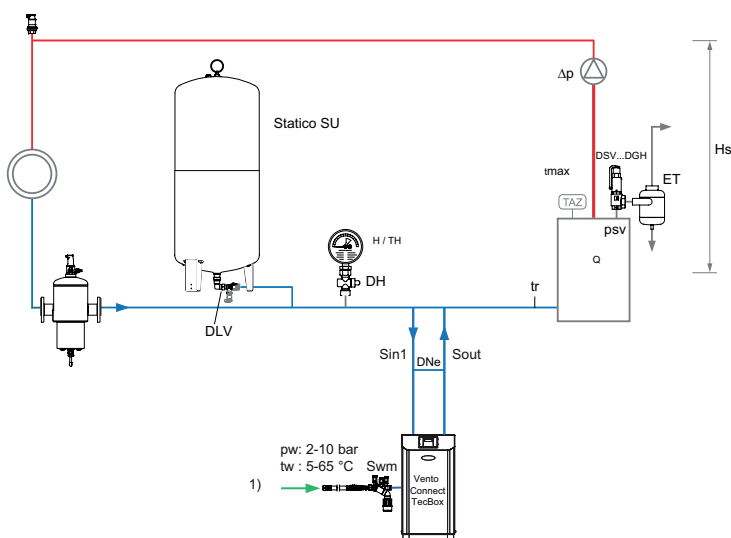 Δp
Statico SU
Hs
DSV...DGH
tmax
ET
TAZ
psv
H / TH
Q
DH
tr
DLV
Sin1
DNe
Sout
pw: 2-10 bar
tw : 5-65 °C
Swm
1)
Vento
Connect
TecBox